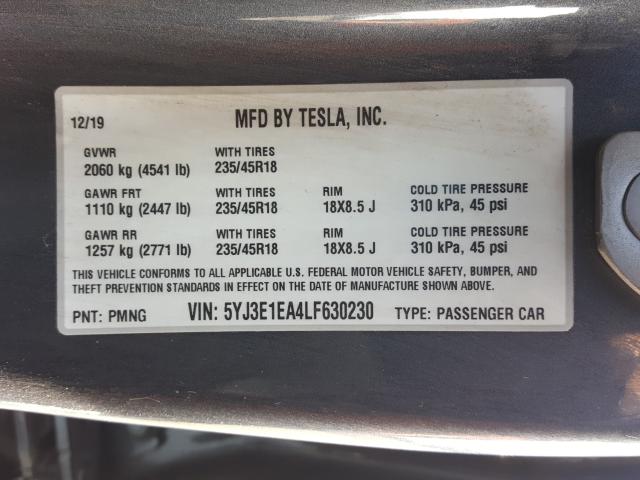 12/19 MFD BY TESLA, INC.
GVWR WITH TIRES
2060 kg (4541 lb) 235/45R18
GAWR FRT WITH TIRES RIM COLD TIRE PRESSURE
1110 kg (2447 lb) 235/45R18 18X8.5 J 310 kPa, 45 psi
GAWR RR WITH TIRES RIM COLD TIRE PRESSURE
1257 kg (2771 lb) 235/45R18 18X8.5 J 310 kPa, 45 psi
THIS VEHICLE CONFORMS TO ALL APPLICABLE U.S. FEDERAL MOTOR VEHICLE SAFETY, BUMPER, AND
THEFT PREVENTION STANDARDS IN EFFECT ON THE DATE OF MANUFACTURE SHOWN ABOVE.
PNT: PMNG VIN: 5YJ3E1EA4LF630230 TYPE: PASSENGER CAR